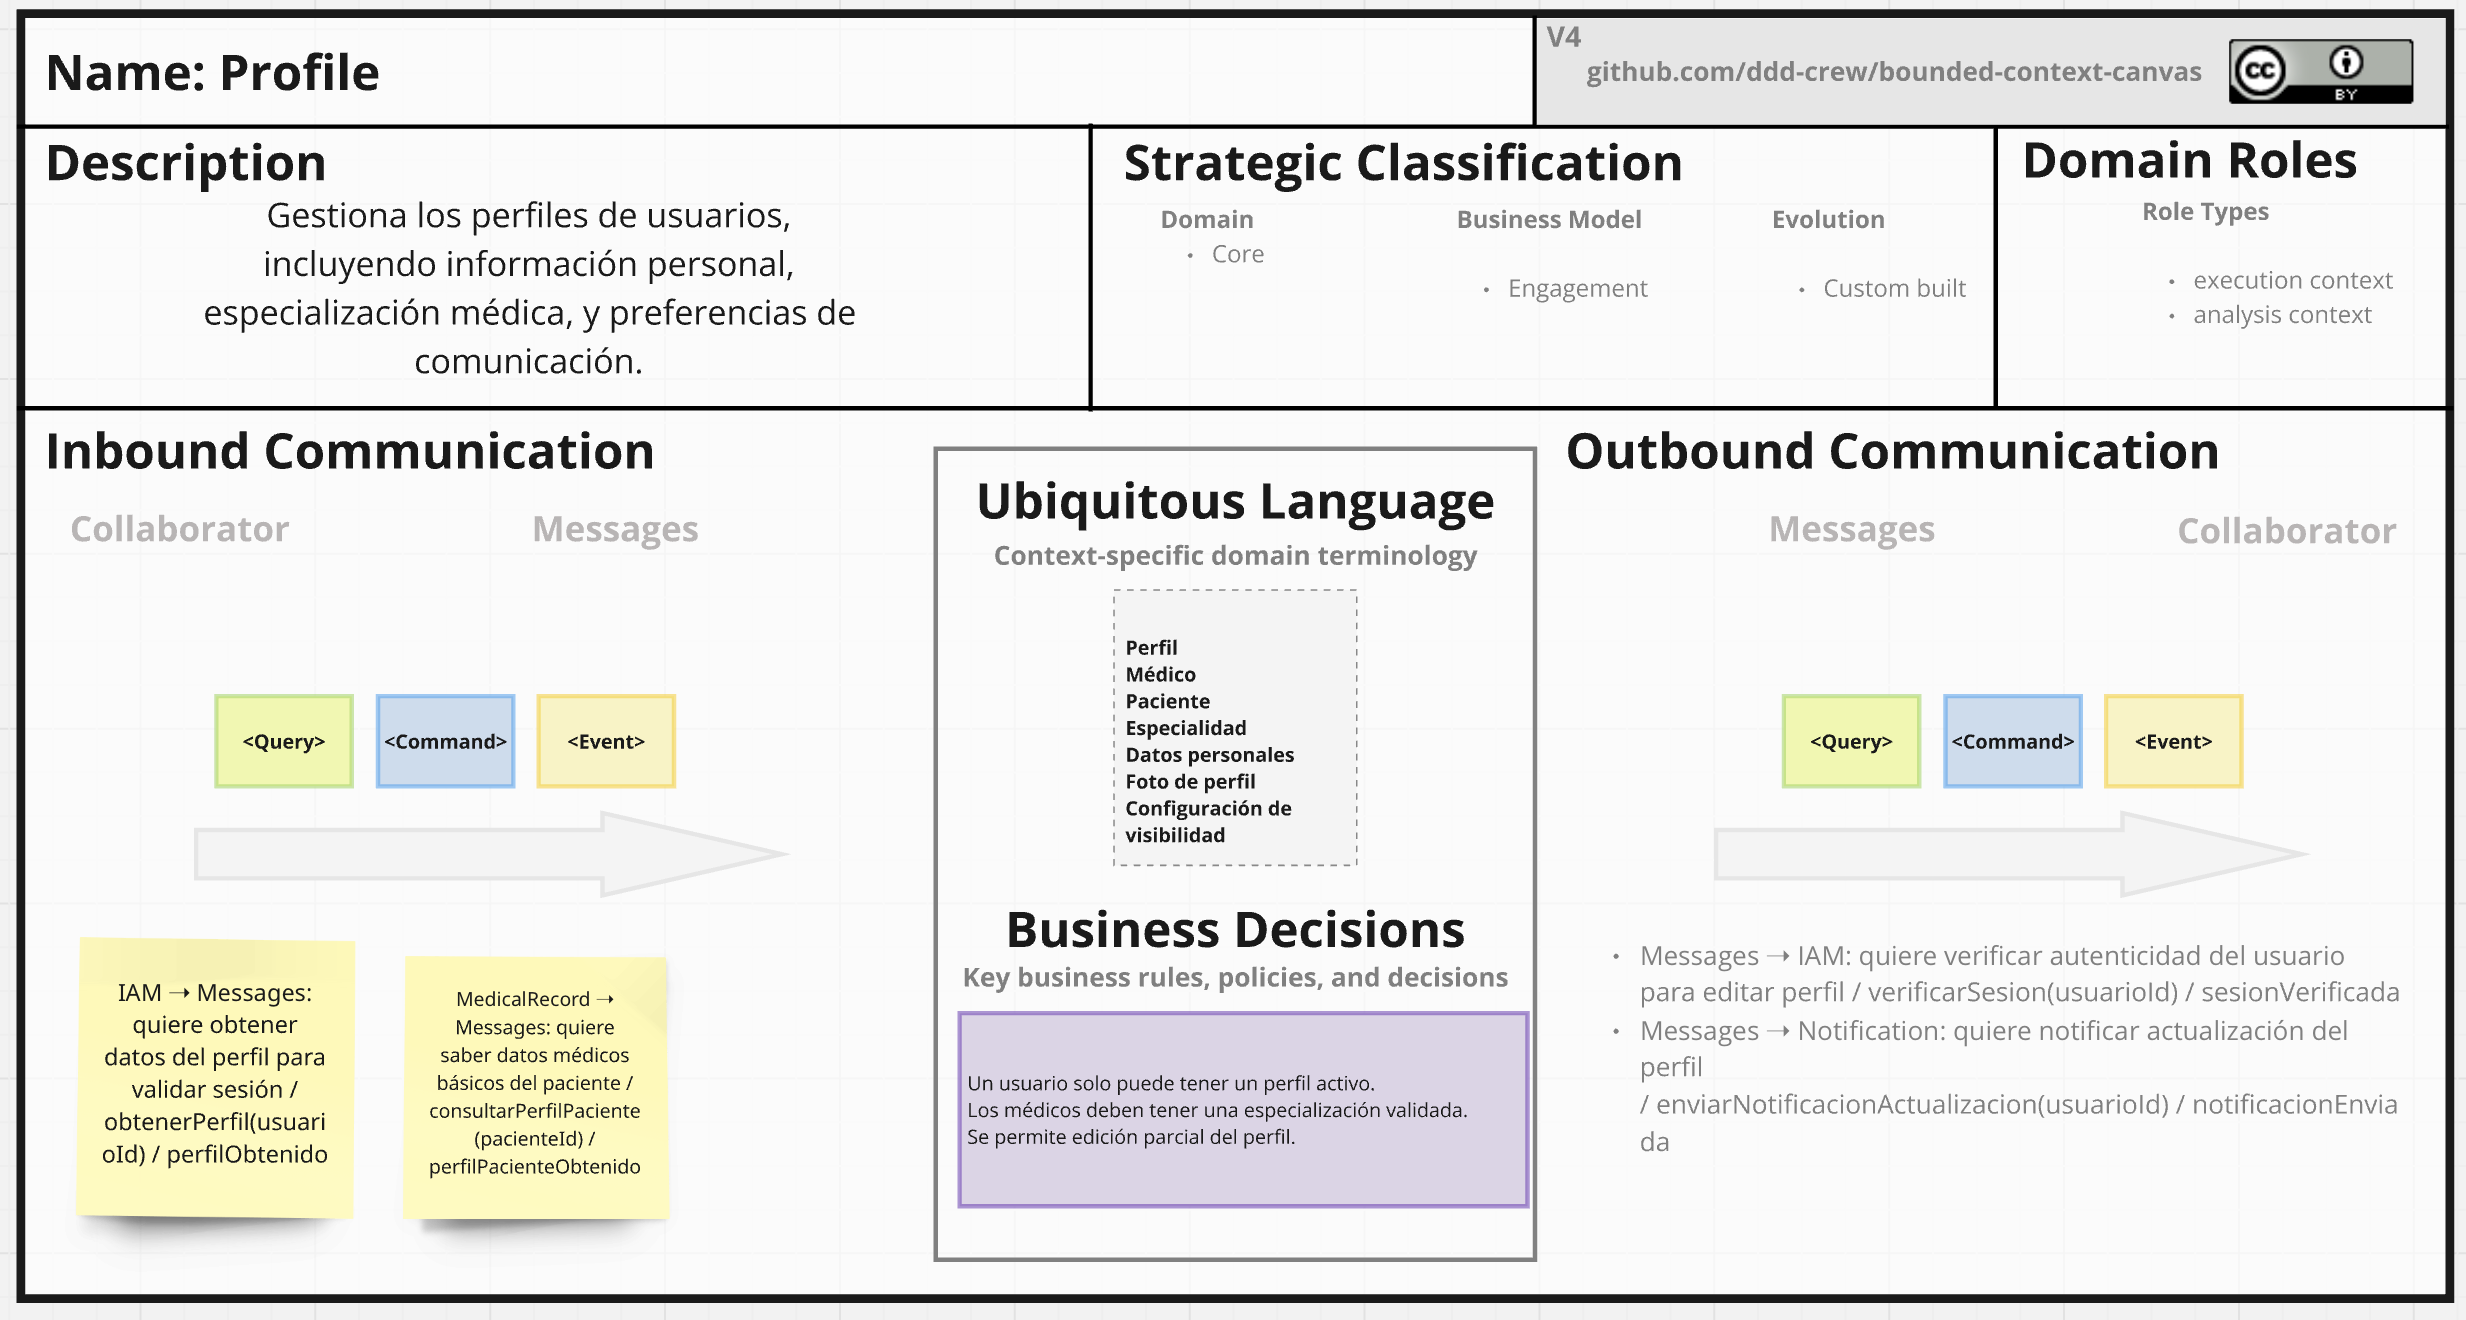 Name: Profile
V4
github.com/ddd-crew/bounded-context-canvas
cc
BY
Description
Gestiona los perfiles de usuarios,
incluyendo información personal,
especialización médica, y preferencias de
comunicación.
Strategic Classification
Domain
• Core
Business Model
• Engagement
Evolution
• Custom built
Domain Roles
Role Types
• execution context
• analysis context
Inbound Communication
Collaborator
Messages
<Query>
<Command>
<Event>
IAM → Messages:
quiere obtener
datos del perfil para
validar sesión /
obtenerPerfil(usuari
oId) / perfilObtenido
MedicalRecord →
Messages: quiere
saber datos médicos
básicos del paciente /
consultarPerfilPaciente
(pacienteId) /
perfilPacienteObtenido
Ubiquitous Language
Context-specific domain terminology
Perfil
Médico
Paciente
Especialidad
Datos personales
Foto de perfil
Configuración de
visibilidad
Business Decisions
Key business rules, policies, and decisions
Un usuario solo puede tener un perfil activo.
Los médicos deben tener una especialización validada.
Se permite edición parcial del perfil.
Outbound Communication
Messages
Collaborator
<Query>
<Command>
<Event>
• Messages → IAM: quiere verificar autenticidad del usuario
para editar perfil / verificarSesion(usuarioId) / sesionVerificada
• Messages → Notification: quiere notificar actualización del
perfil
/ enviarNotificacionActualizacion(usuarioId) / notificacionEnvia
da